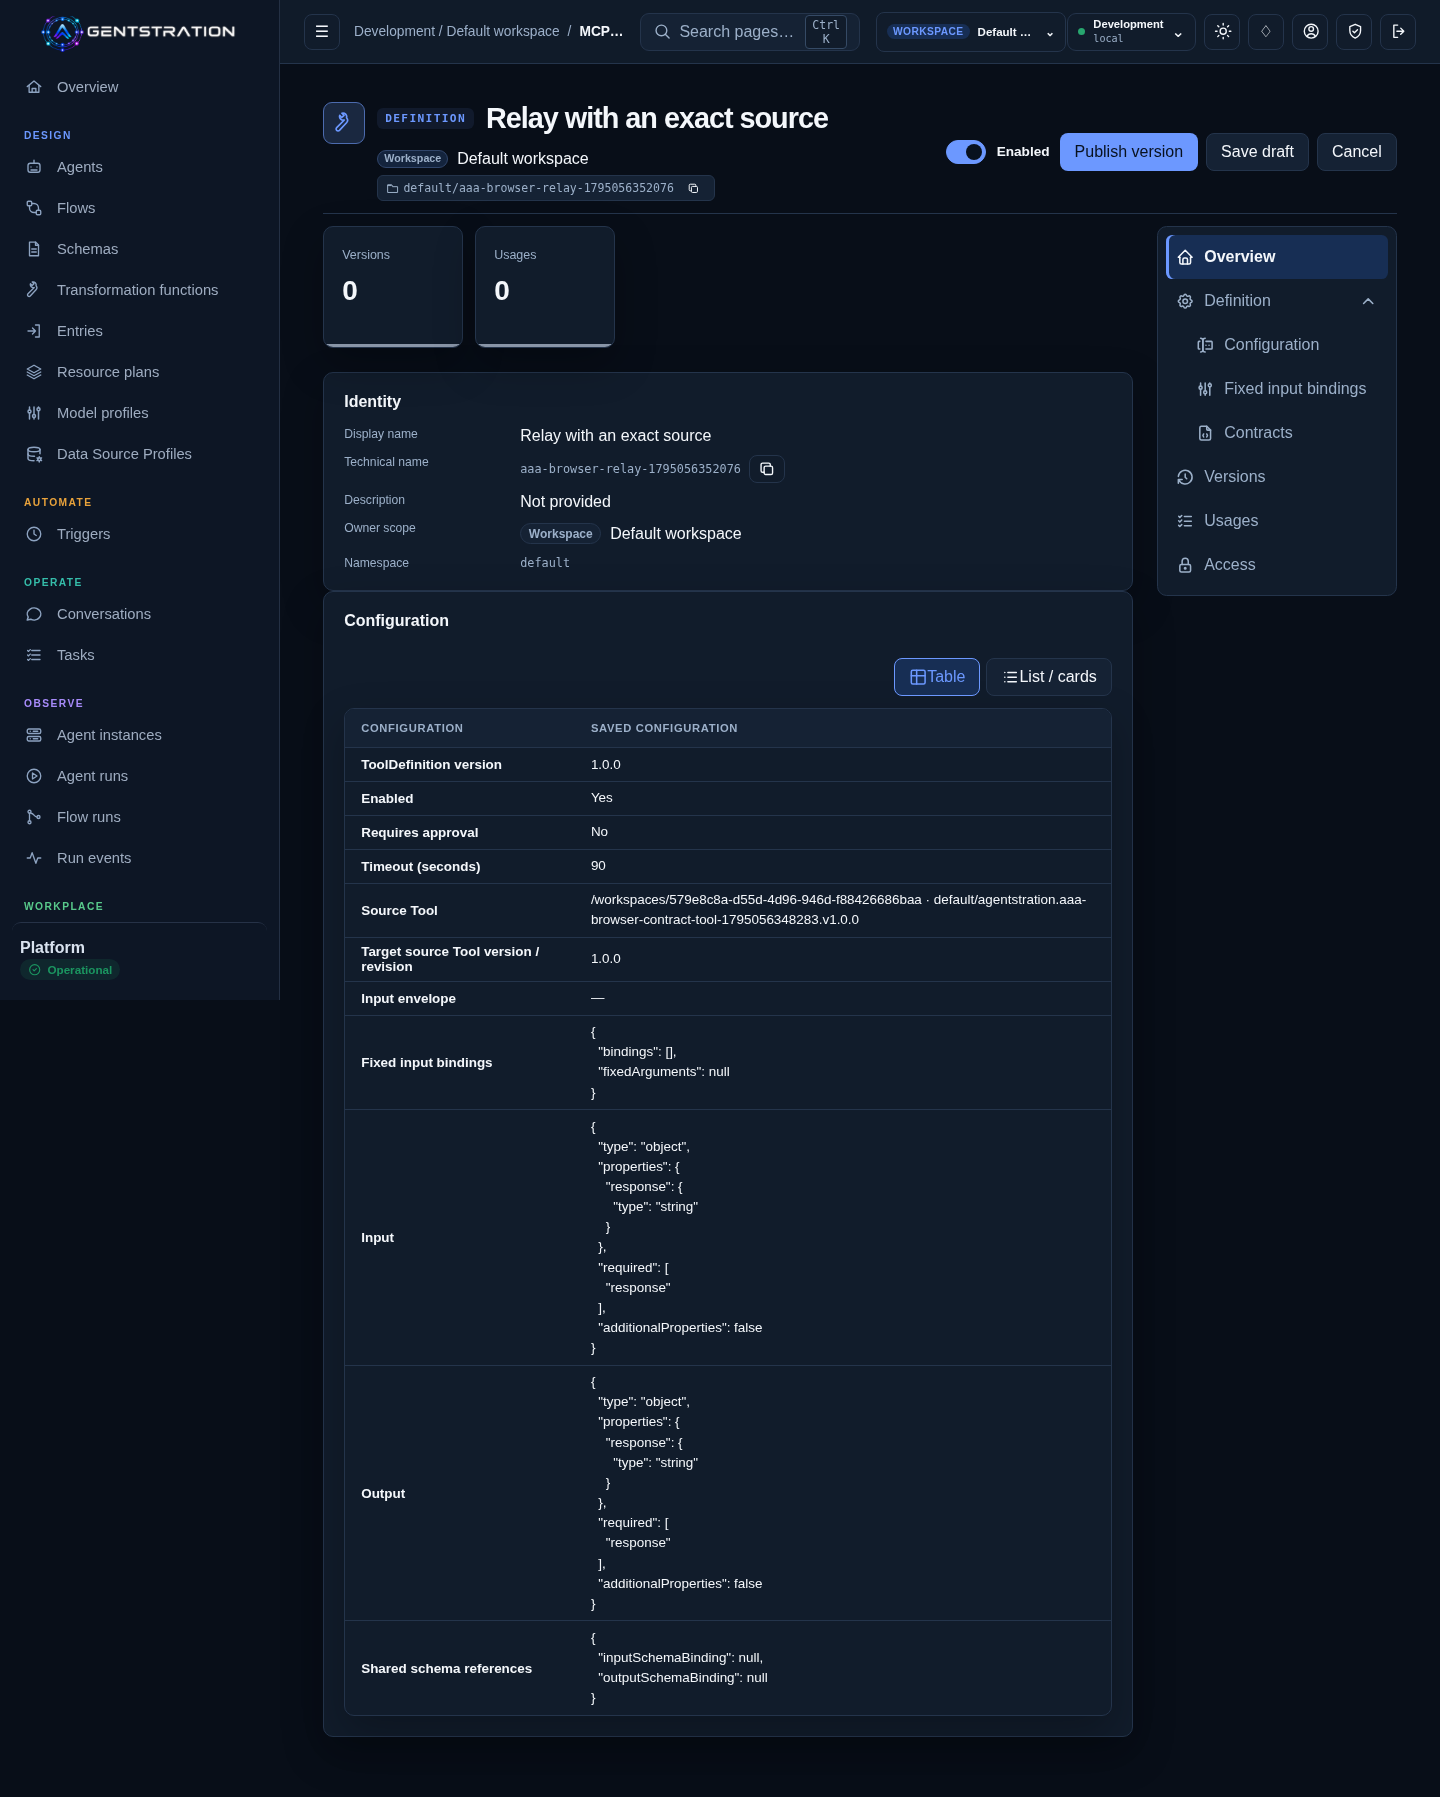 GENTSTRATION
Overview
DESIGN
Agents
Flows
Schemas
Transformation functions
Entries
Resource plans
Model profiles
Data Source Profiles
AUTOMATE
Triggers
OPERATE
Conversations
Tasks
OBSERVE
Agent instances
Agent runs
Flow runs
Run events
WORKPLACE
Platform
Operational
Development / Default workspace / MCP…
Search pages…
Ctrl
K
WORKSPACE Default …
Development
local
DEFINITION Relay with an exact source
Workspace Default workspace
default/aaa-browser-relay-1795056352076
Enabled
Publish version
Save draft
Cancel
Versions
0
Usages
0
Identity
Display name Relay with an exact source
Technical name aaa-browser-relay-1795056352076
Description Not provided
Owner scope Workspace Default workspace
Namespace default
Configuration
Table
List / cards
CONFIGURATION SAVED CONFIGURATION
ToolDefinition version 1.0.0
Enabled Yes
Requires approval No
Timeout (seconds) 90
Source Tool /workspaces/579e8c8a-d55d-4d96-946d-f88426686baa · default/agentstration.aaa-
browser-contract-tool-1795056348283.v1.0.0
Target source Tool version /
revision
1.0.0
Input envelope —
Fixed input bindings
{
"bindings": [],
"fixedArguments": null
}
Input
{
"type": "object",
"properties": {
"response": {
"type": "string"
}
},
"required": [
"response"
],
"additionalProperties": false
}
Output
{
"type": "object",
"properties": {
"response": {
"type": "string"
}
},
"required": [
"response"
],
"additionalProperties": false
}
Shared schema references
{
"inputSchemaBinding": null,
"outputSchemaBinding": null
}
Overview
Definition
Configuration
Fixed input bindings
Contracts
Versions
Usages
Access